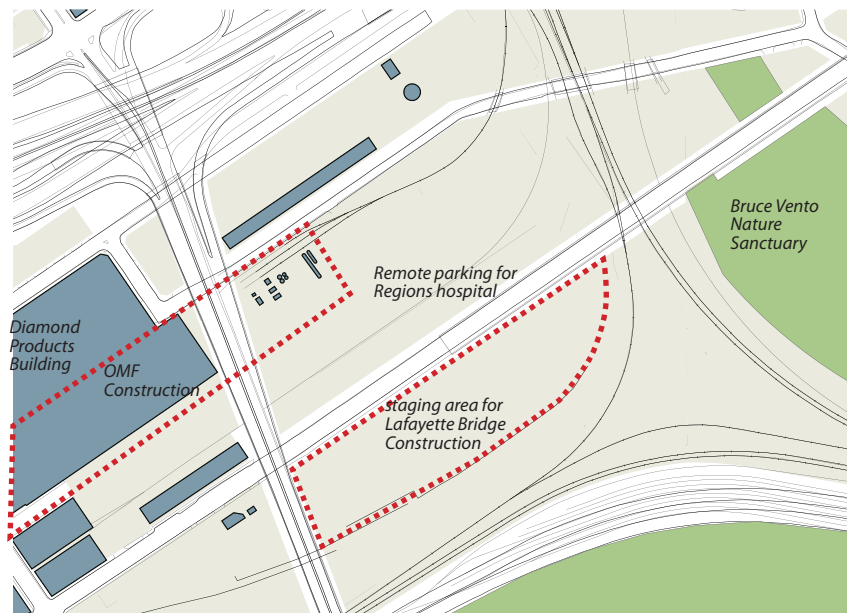 Bruce Vento
Nature
Sanctuary
Remote parking for
Regions hospital
Diamond
Products
Building
OMF
Construction
staging area for
Lafayette Bridge
Construction